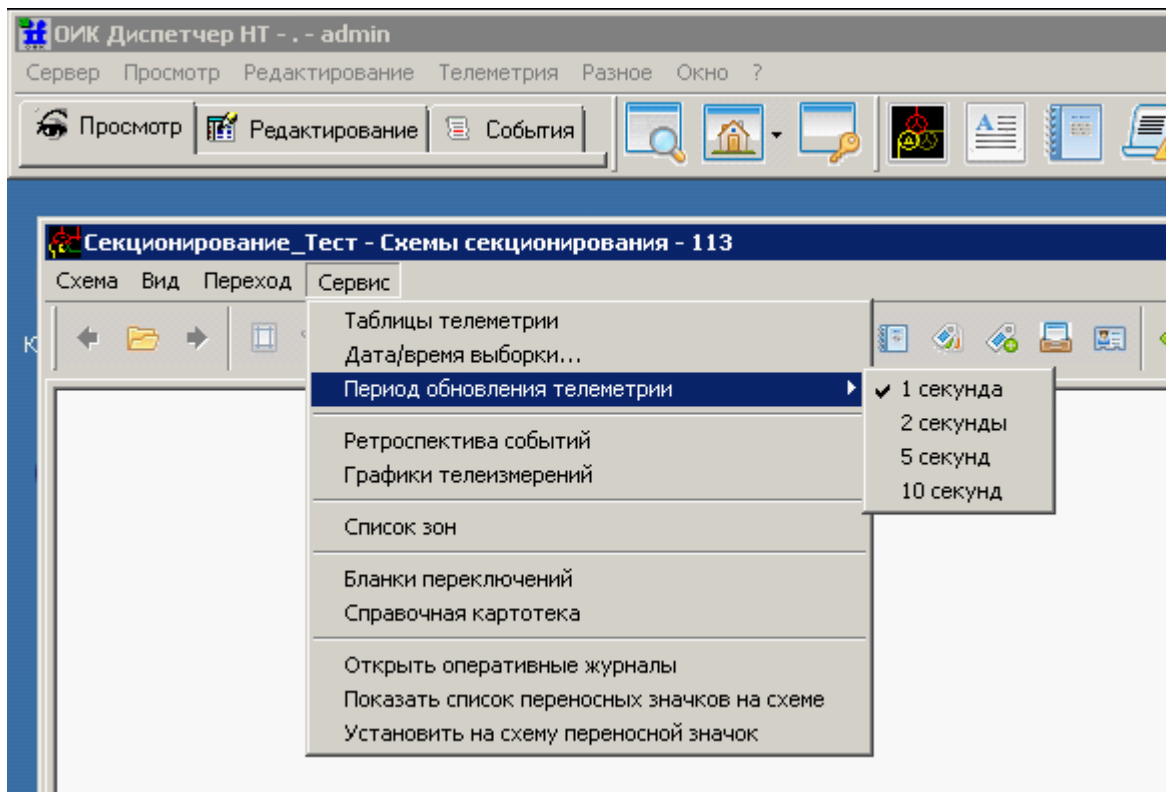 ОИК Диспетчер НТ - . - admin
Сервер Просмотр Редактирование Телеметрия Разное Окно ?
Просмотр Редактирование События
Секционирование_Тест - Схемы секционирования - 113
Схема Вид Переход Сервис
Таблицы телеметрии
Дата/время выборки...
Период обновления телеметрии
1 секунда
2 секунды
5 секунд
10 секунд
Ретроспектива событий
Графики телеизмерений
Список зон
Бланки переключений
Справочная картотека
Открыть оперативные журналы
Показать список переносных значков на схеме
Установить на схему переносной значок